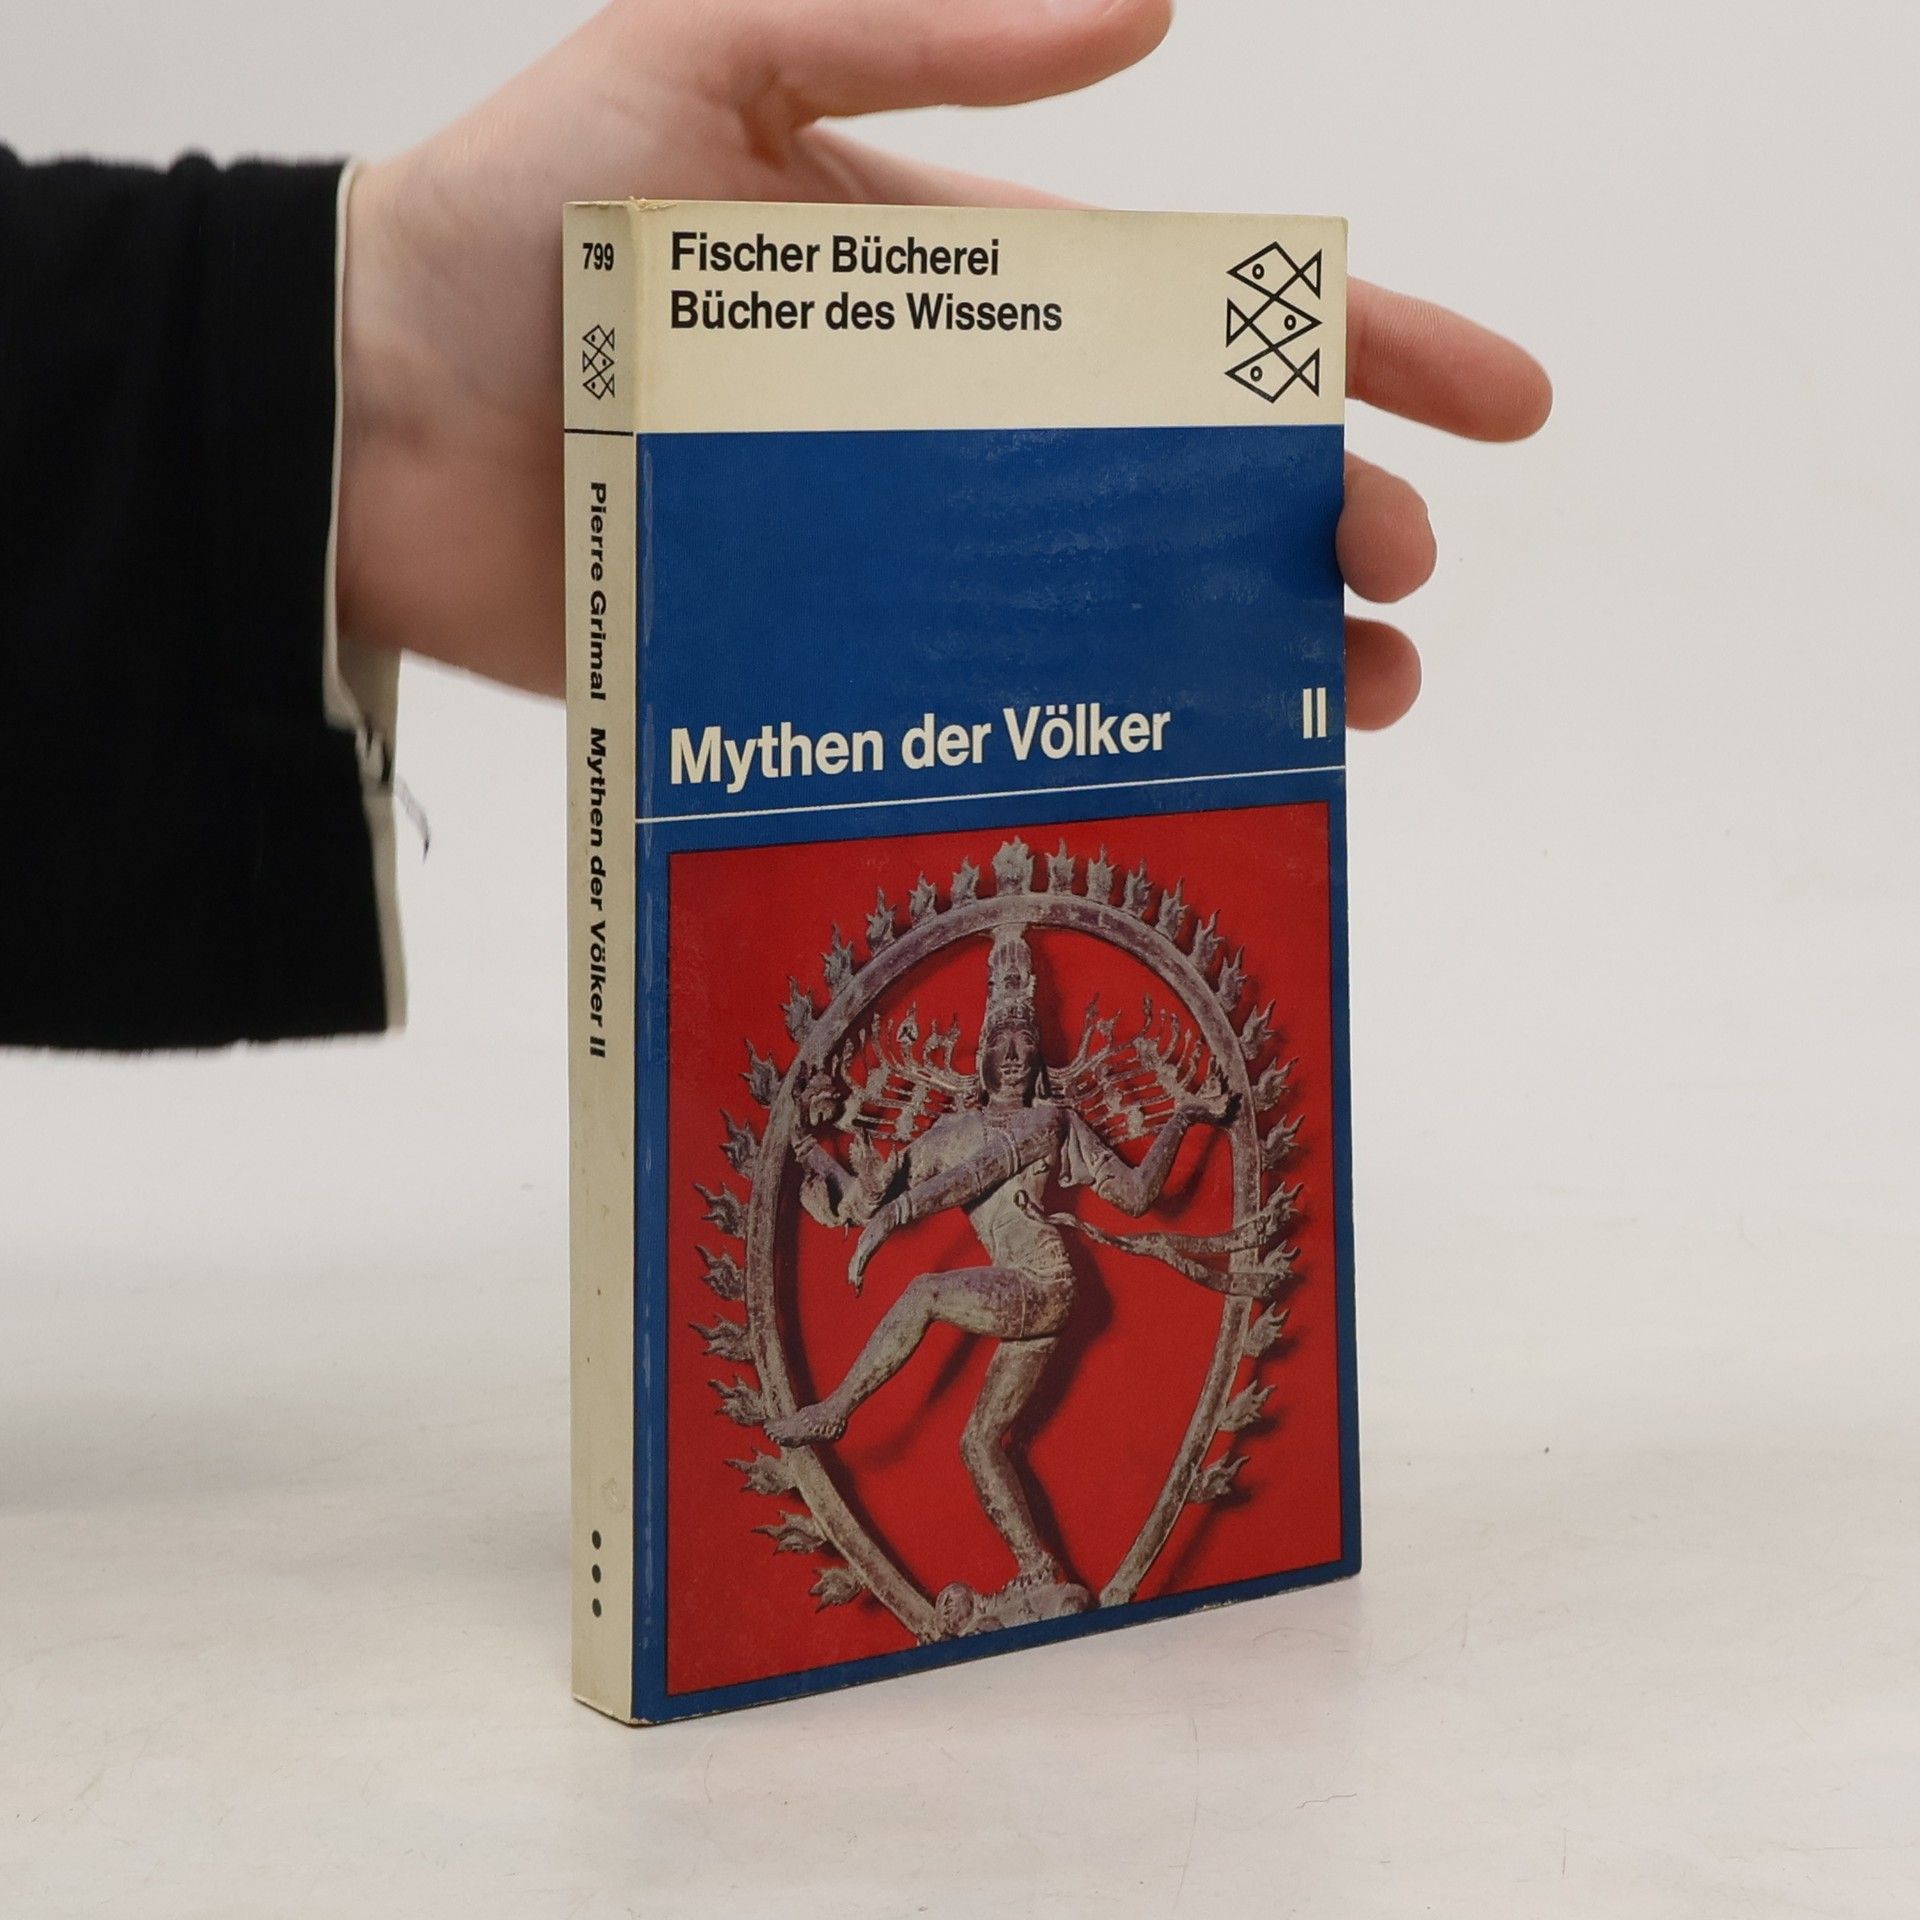 799
Pierre Grimal Mythen der Völker II
Fischer Bücherei
Bücher des Wissens
Mythen der Völker II